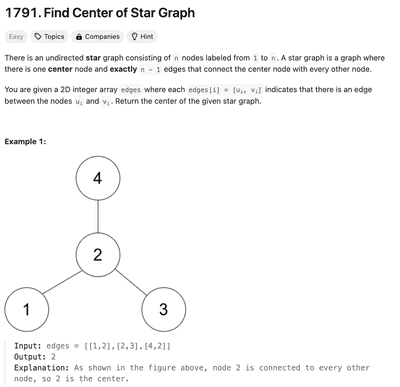 1791. Find Center of Star Graph
Easy Topics Companies Hint
There is an undirected star graph consisting of n nodes labeled from 1 to n. A star graph is a graph where
there is one center node and exactly n - 1 edges that connect the center node with every other node.
You are given a 2D integer array edges where each edges[i] = [ui, vi] indicates that there is an edge
between the nodes ui and vi. Return the center of the given star graph.
Example 1:
4
2
1 3
Input: edges = [[1,2],[2,3],[4,2]]
Output: 2
Explanation: As shown in the figure above, node 2 is connected to every other
node, so 2 is the center.